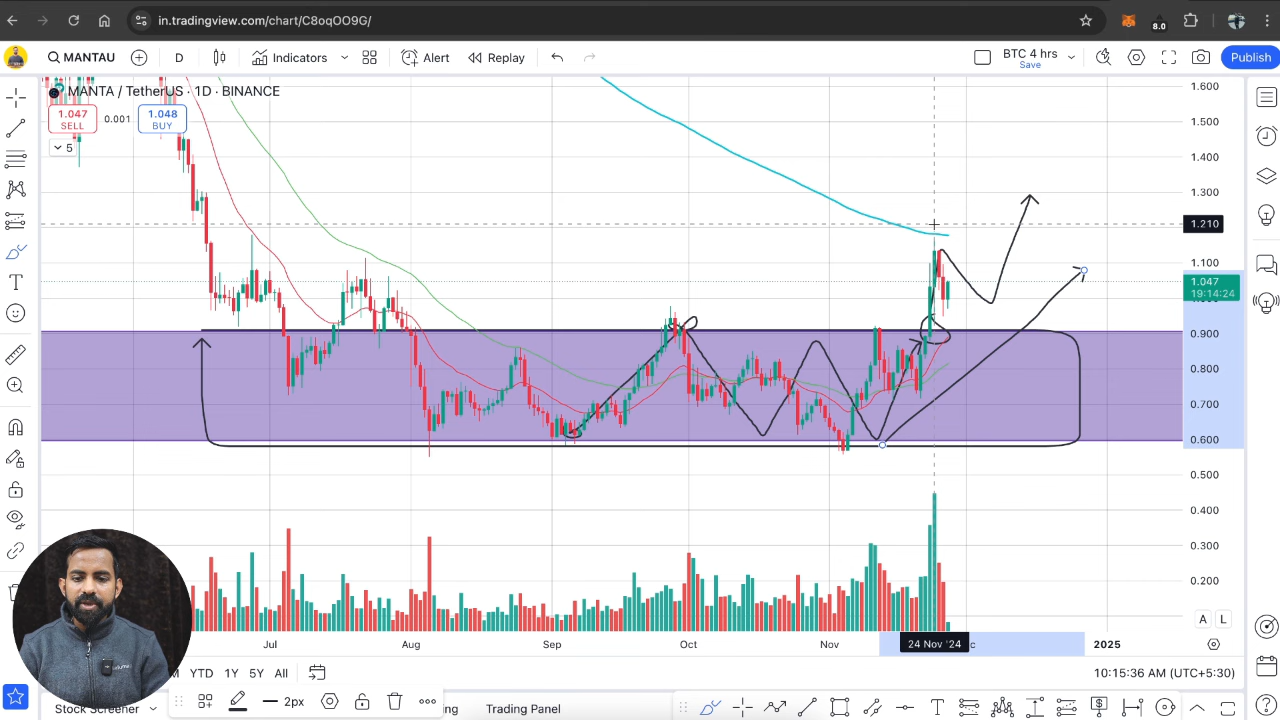 in.tradingview.com/chart/C8oqOO9G/
8.0
MANTAU
D
Indicators
Alert
Replay
BTC 4 hrs
Save
Publish
MANTA / TetherUS · 1D · BINANCE
1.047
SELL
0.001
1.048
BUY
5
1.600
1.500
1.400
1.300
1.210
1.100
1.047
19:14:24
0.900
0.800
0.700
0.600
0.500
0.400
0.300
0.200
A
L
Jul
Aug
Sep
Oct
Nov
24 Nov '24
2025
YTD
1Y
5Y
All
10:15:36 AM (UTC+5:30)
2px
Stock Screener
Trading Panel